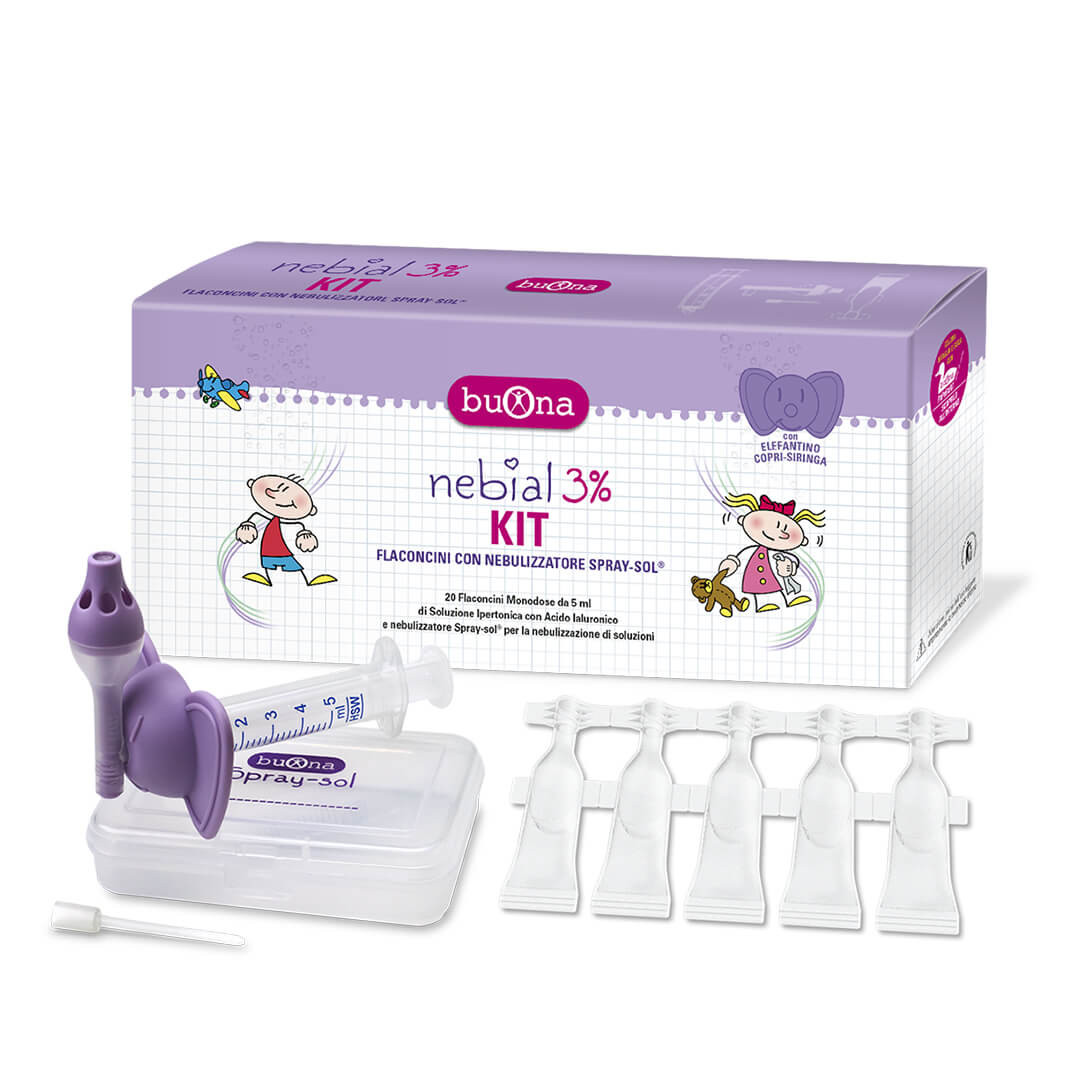 nebial 3%
KIT
FLACONCINI CON NEBULIZZATORE SPRAY-SOL
buona
buona
con
ELEFANTINO
COPRI-SIRINGA
nebial 3%
KIT
FLACONCINI CON NEBULIZZATORE SPRAY-SOL®
20 Flaconcini Monodose da 5 ml
di Soluzione Ipertonica con Acido Ialuronico
e nebulizzatore Spray-sol® per la nebulizzazione di soluzioni
2 3 4 5 ml
HSW
buona
Spray-sol